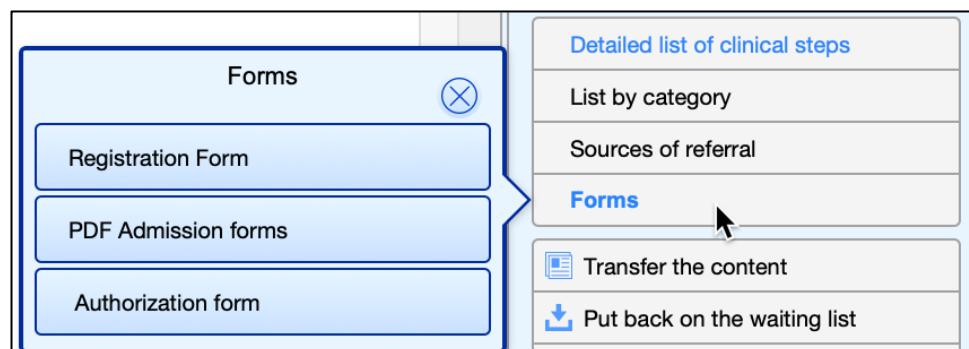 Forms
Registration Form
PDF Admission forms
Authorization form
Detailed list of clinical steps
List by category
Sources of referral
Forms
Transfer the content
Put back on the waiting list